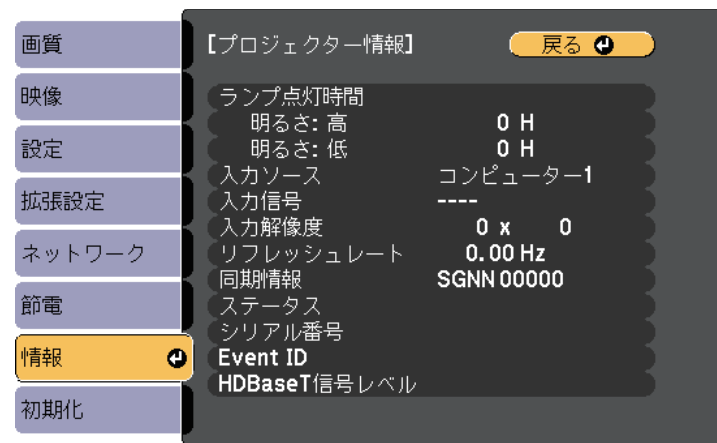 画質
映像
設定
拡張設定
ネットワーク
節電
情報
初期化
【プロジェクター情報】 戻る
ランプ点灯時間
明るさ: 高 0 H
明るさ: 低 0 H
入力ソース コンピューター1
入力信号 ----
入力解像度 0 x 0
リフレッシュレート 0.00 Hz
同期情報 SGNN 00000
ステータス
シリアル番号
Event ID
HDBaseT信号レベル